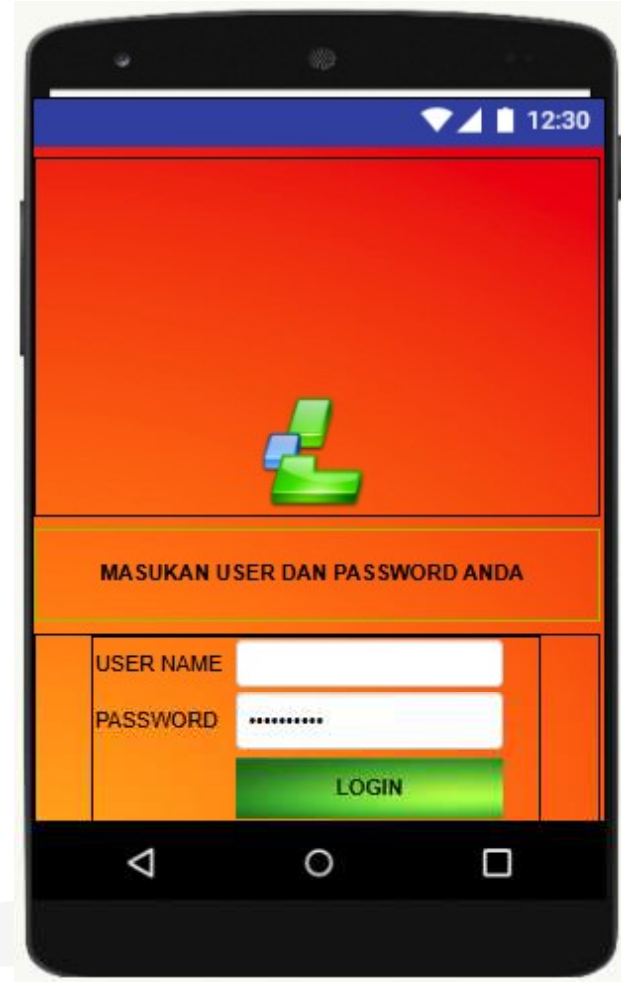 12:30
MASUKAN USER DAN PASSWORD ANDA
USER NAME
PASSWORD ••••••••••
LOGIN